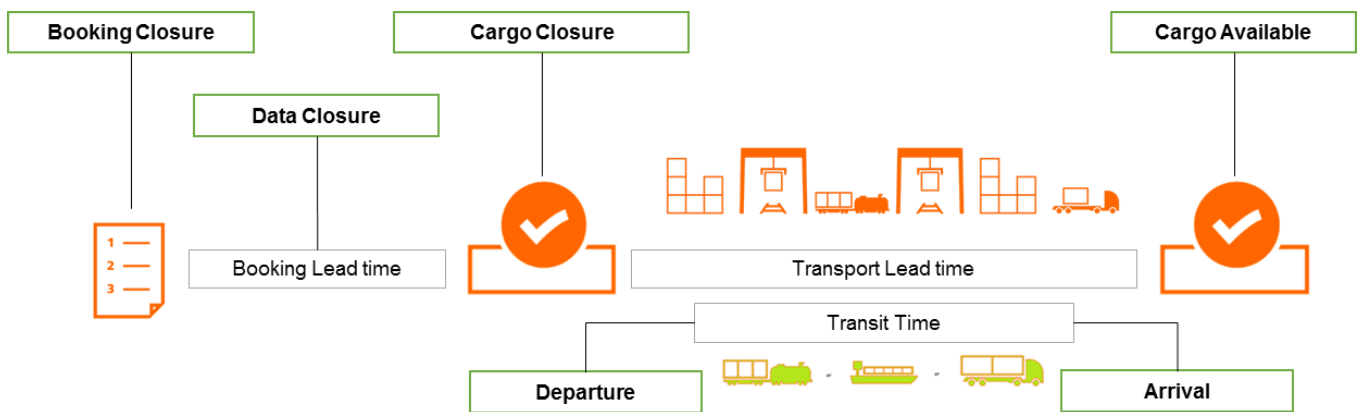 Booking Closure
Cargo Closure
Cargo Available
Data Closure
1
2
3
Booking Lead time
Transport Lead time
Transit Time
Departure
Arrival